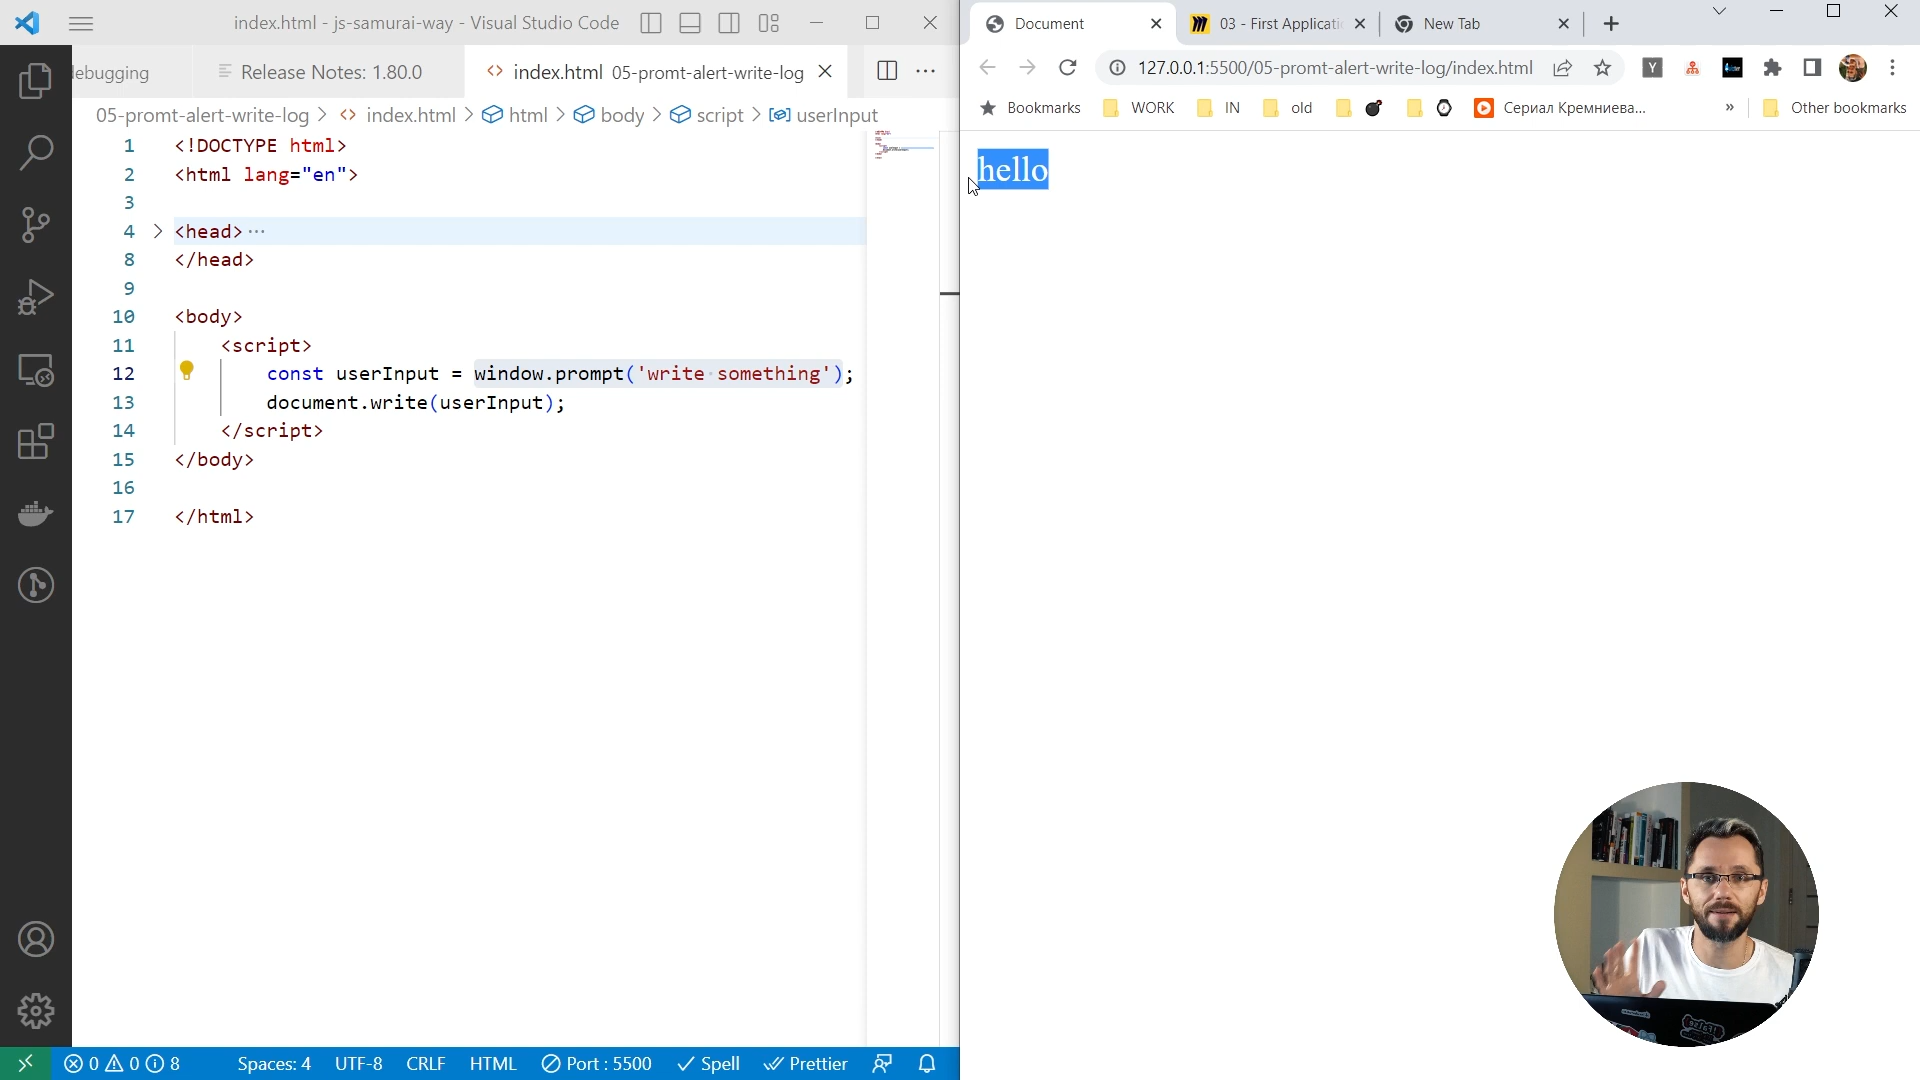 index.html - js-samurai-way - Visual Studio Code
ebugging
Release Notes: 1.80.0
<> index.html 05-promt-alert-write-log
05-promt-alert-write-log > <> index.html > html > body > script > userInput
1 <!DOCTYPE html>
2 <html lang="en">
3
4 <head>···
8 </head>
9
10 <body>
11 <script>
12 const userInput = window.prompt('write·something');
13 document.write(userInput);
14 </script>
15 </body>
16
17 </html>
0 0 8 Spaces: 4 UTF-8 CRLF HTML Port : 5500 Spell Prettier
Document
03 - First Applicati
New Tab
127.0.0.1:5500/05-promt-alert-write-log/index.html
Y
Bookmarks WORK IN old Сериал Кремниева... » Other bookmarks
hello